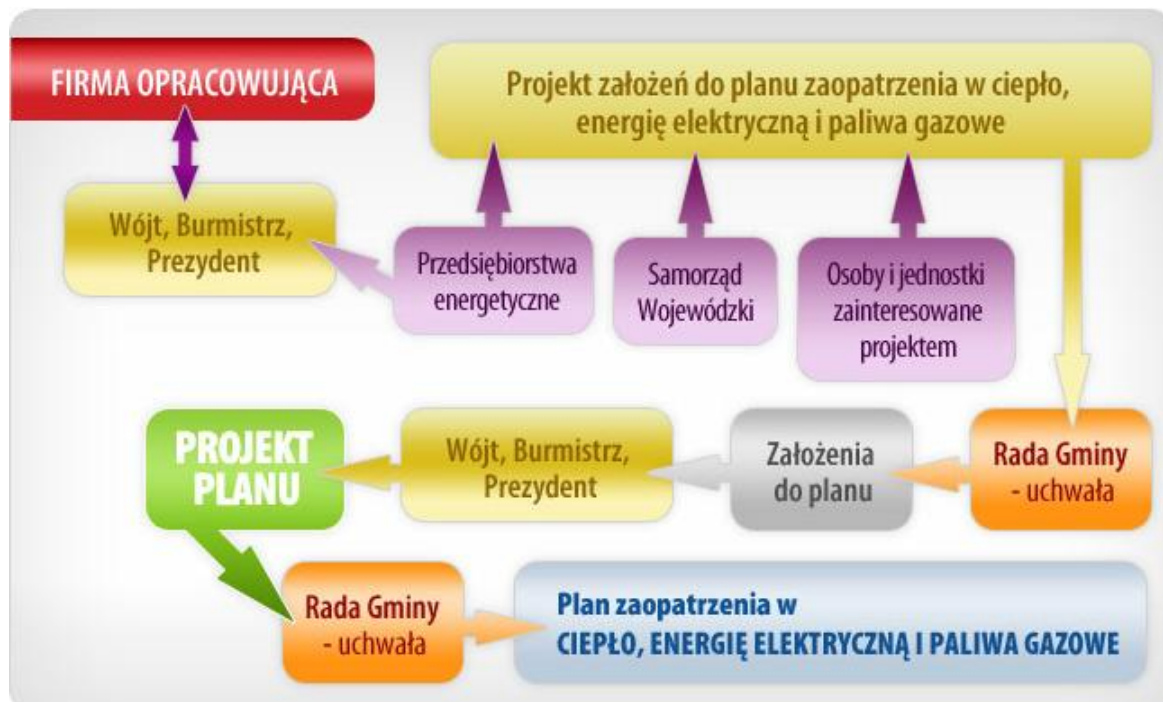 FIRMA OPRACOWUJĄCA
Projekt założeń do planu zaopatrzenia w ciepło,
energię elektryczną i paliwa gazowe
Wójt, Burmistrz,
Prezydent
Przedsiębiorstwa
energetyczne
Samorząd
Wojewódzki
Osoby i jednostki
zainteresowane
projektem
PROJEKT
PLANU
Wójt, Burmistrz,
Prezydent
Założenia
do planu
Rada Gminy
- uchwała
Rada Gminy
- uchwała
Plan zaopatrzenia w
CIEPŁO, ENERGIĘ ELEKTRYCZNĄ I PALIWA GAZOWE